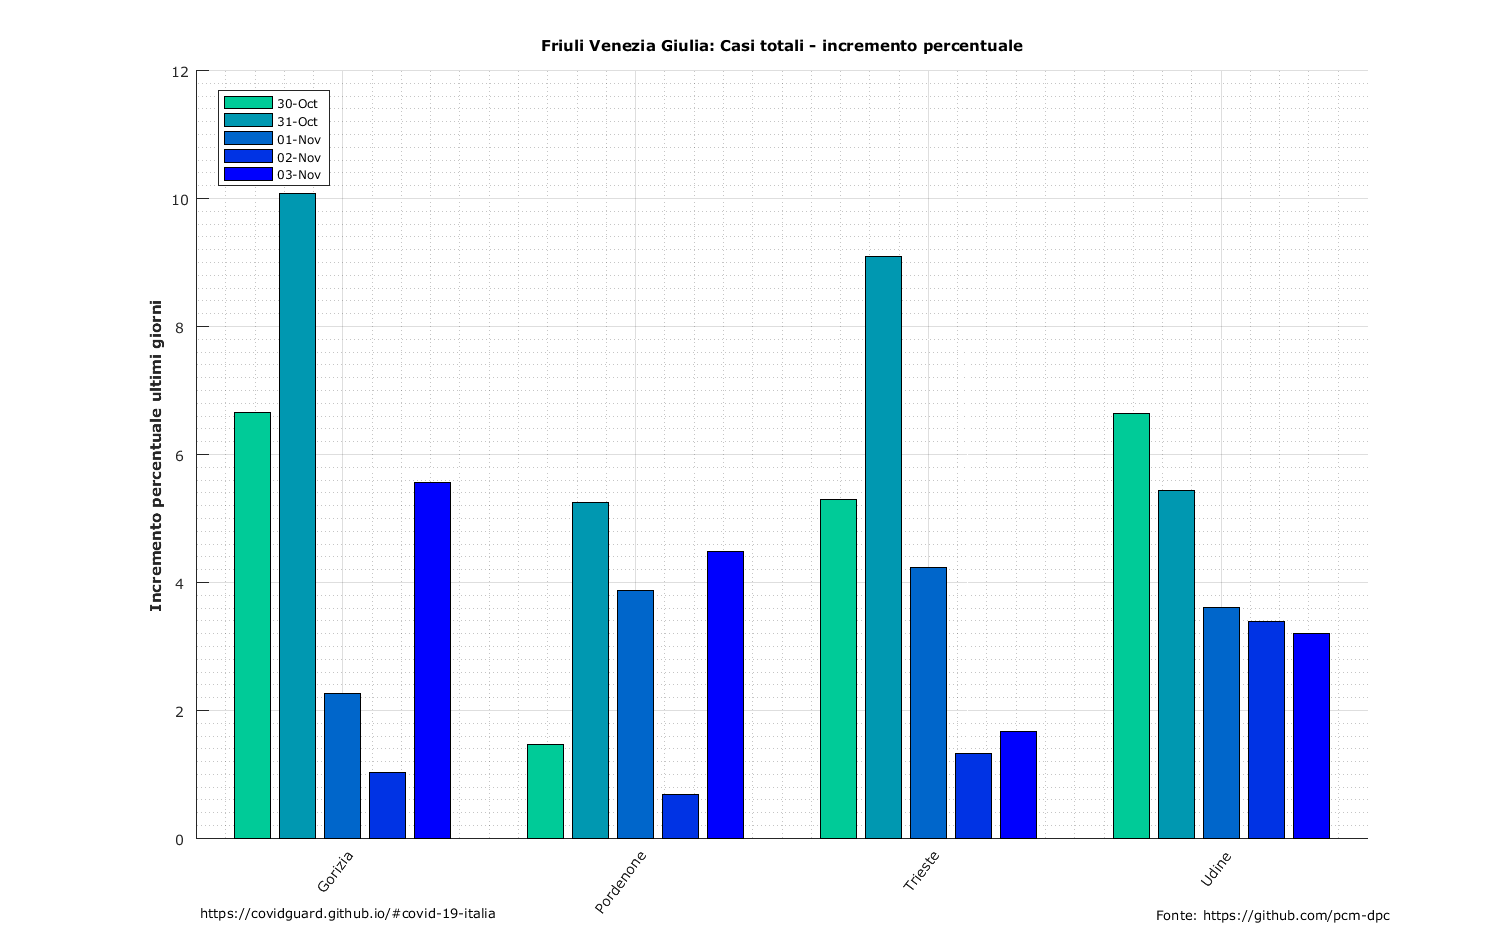 Friuli Venezia Giulia: Casi totali - incremento percentuale
Incremento percentuale ultimi giorni
12
10
8
6
4
2
0
30-Oct
31-Oct
01-Nov
02-Nov
03-Nov
Gorizia
Pordenone
Trieste
Udine
https://covidguard.github.io/#covid-19-italia
Fonte: https://github.com/pcm-dpc